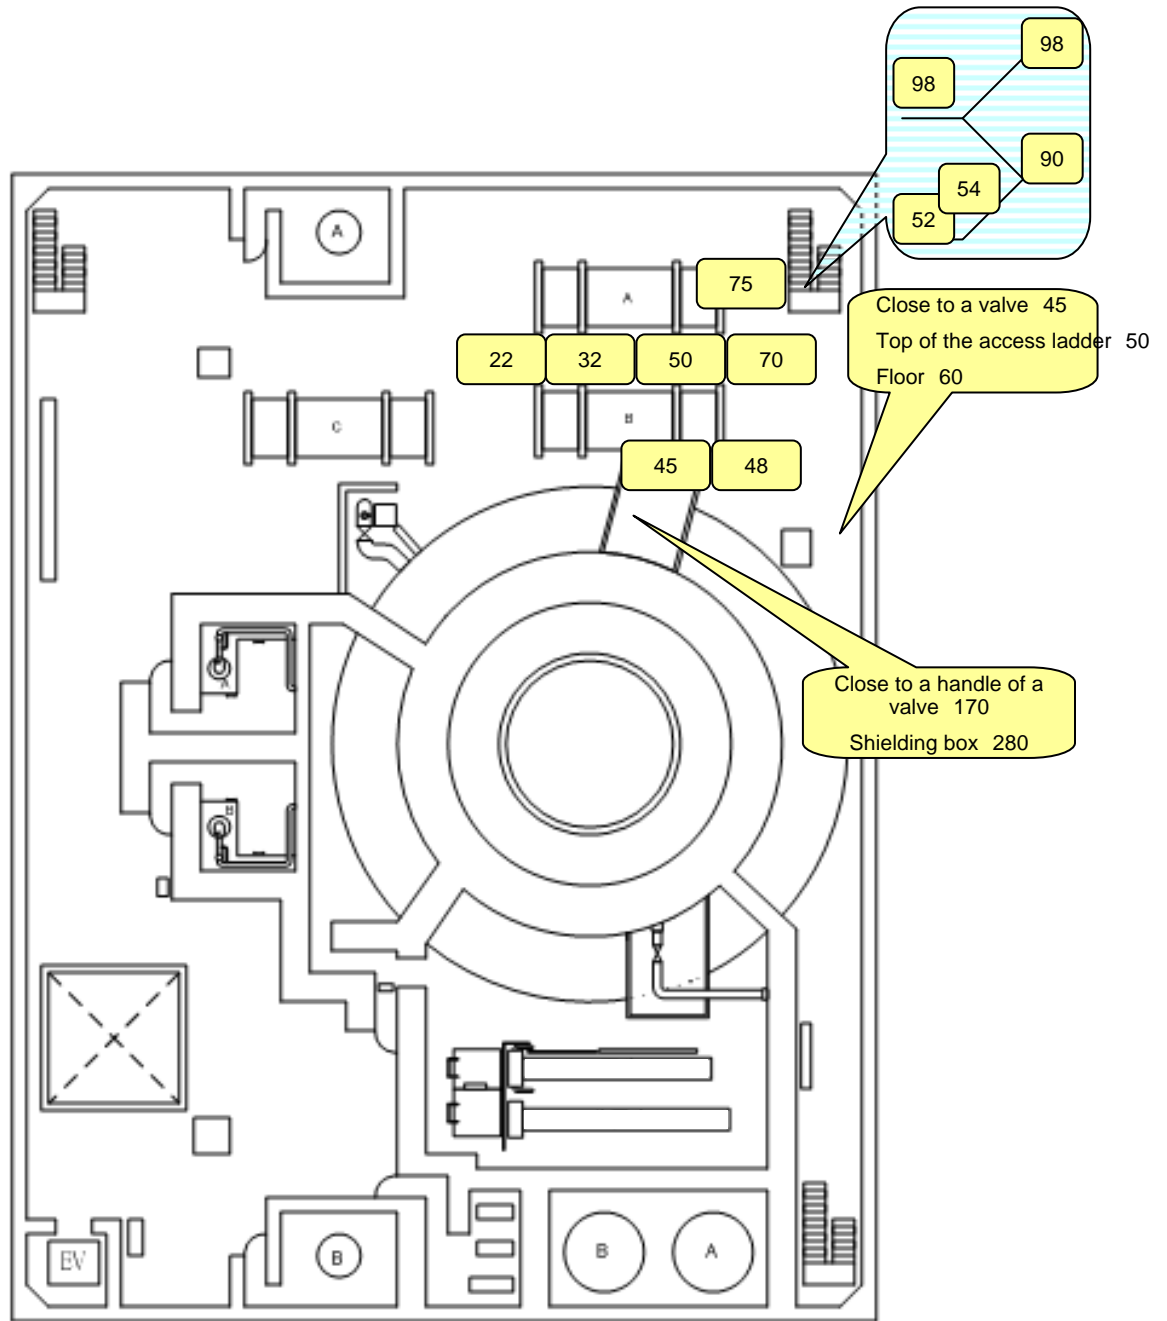 98
98
90
54
52
A
A
75
Close to a valve 45
Top of the access ladder 50
Floor 60
22
32
50
70
C
B
45
48
A
Close to a handle of a
valve 170
Shielding box 280
B
EV
B
B
A